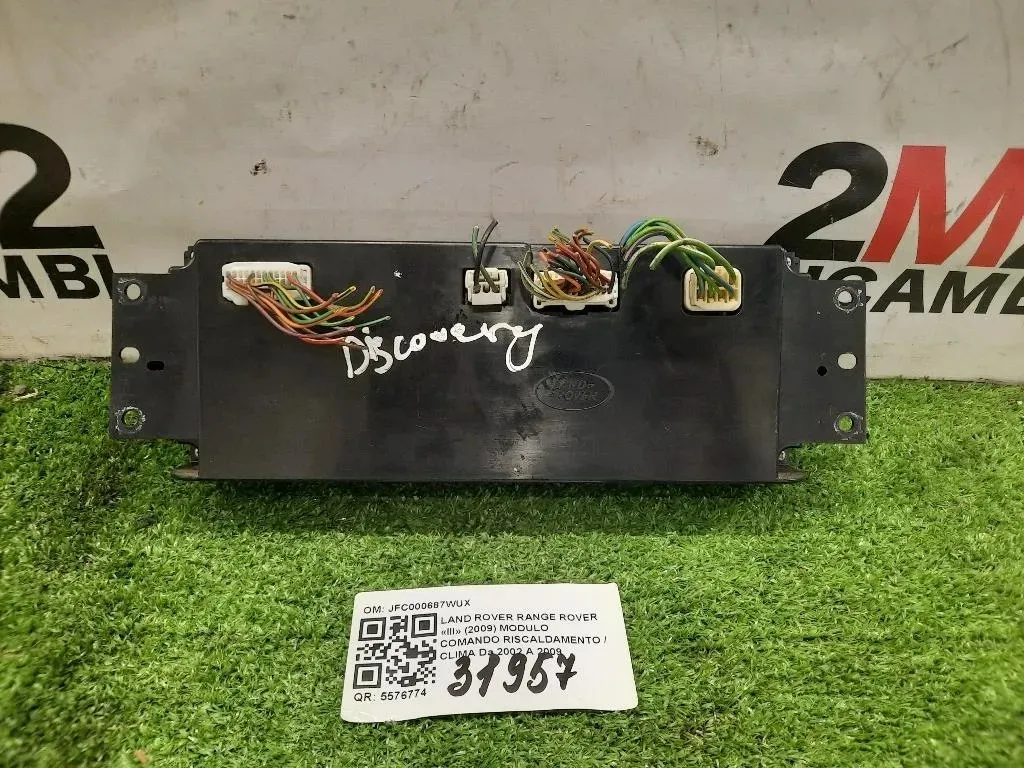 2
MBI
2M
RICAMBI
Discovery
LAND ROVER
OM: JFC000687WUX
LAND ROVER RANGE ROVER
«III» (2009) MODULO
COMANDO RISCALDAMENTO /
CLIMA Da 2002 A 2009
31957
QR: 5576774